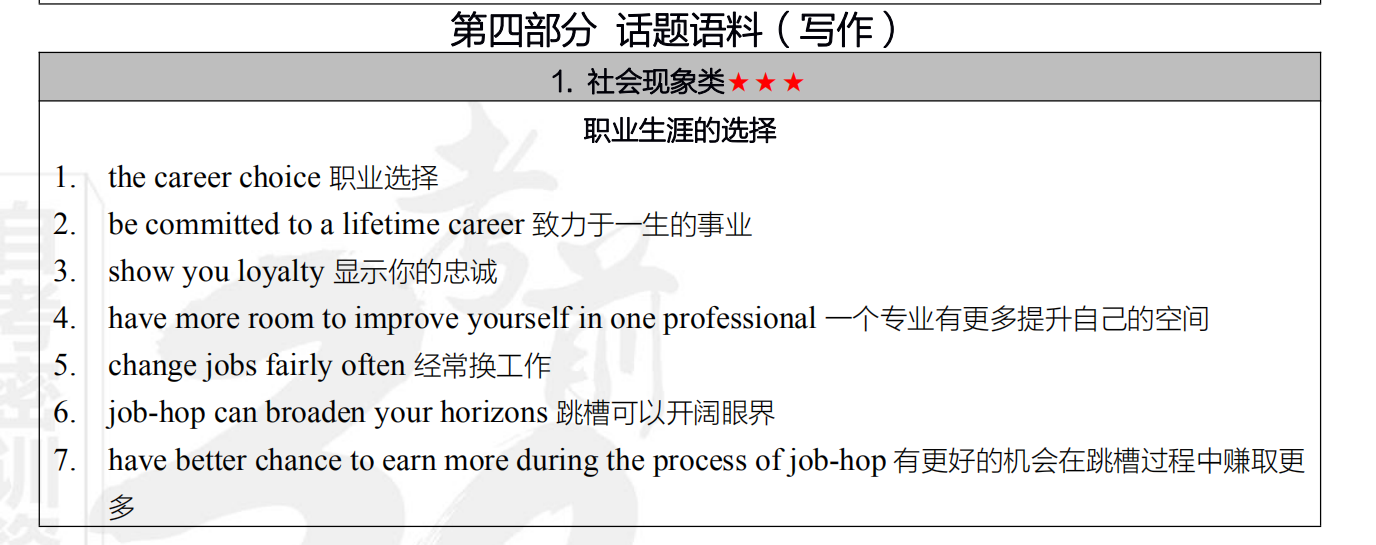 第四部分 话题语料（写作）
1. 社会现象类★★★
职业生涯的选择
1. the career choice 职业选择
2. be committed to a lifetime career 致力于一生的事业
3. show you loyalty 显示你的忠诚
4. have more room to improve yourself in one professional 一个专业有更多提升自己的空间
5. change jobs fairly often 经常换工作
6. job-hop can broaden your horizons 跳槽可以开阔眼界
7. have better chance to earn more during the process of job-hop 有更好的机会在跳槽过程中赚取更
多
自考密训资
考前